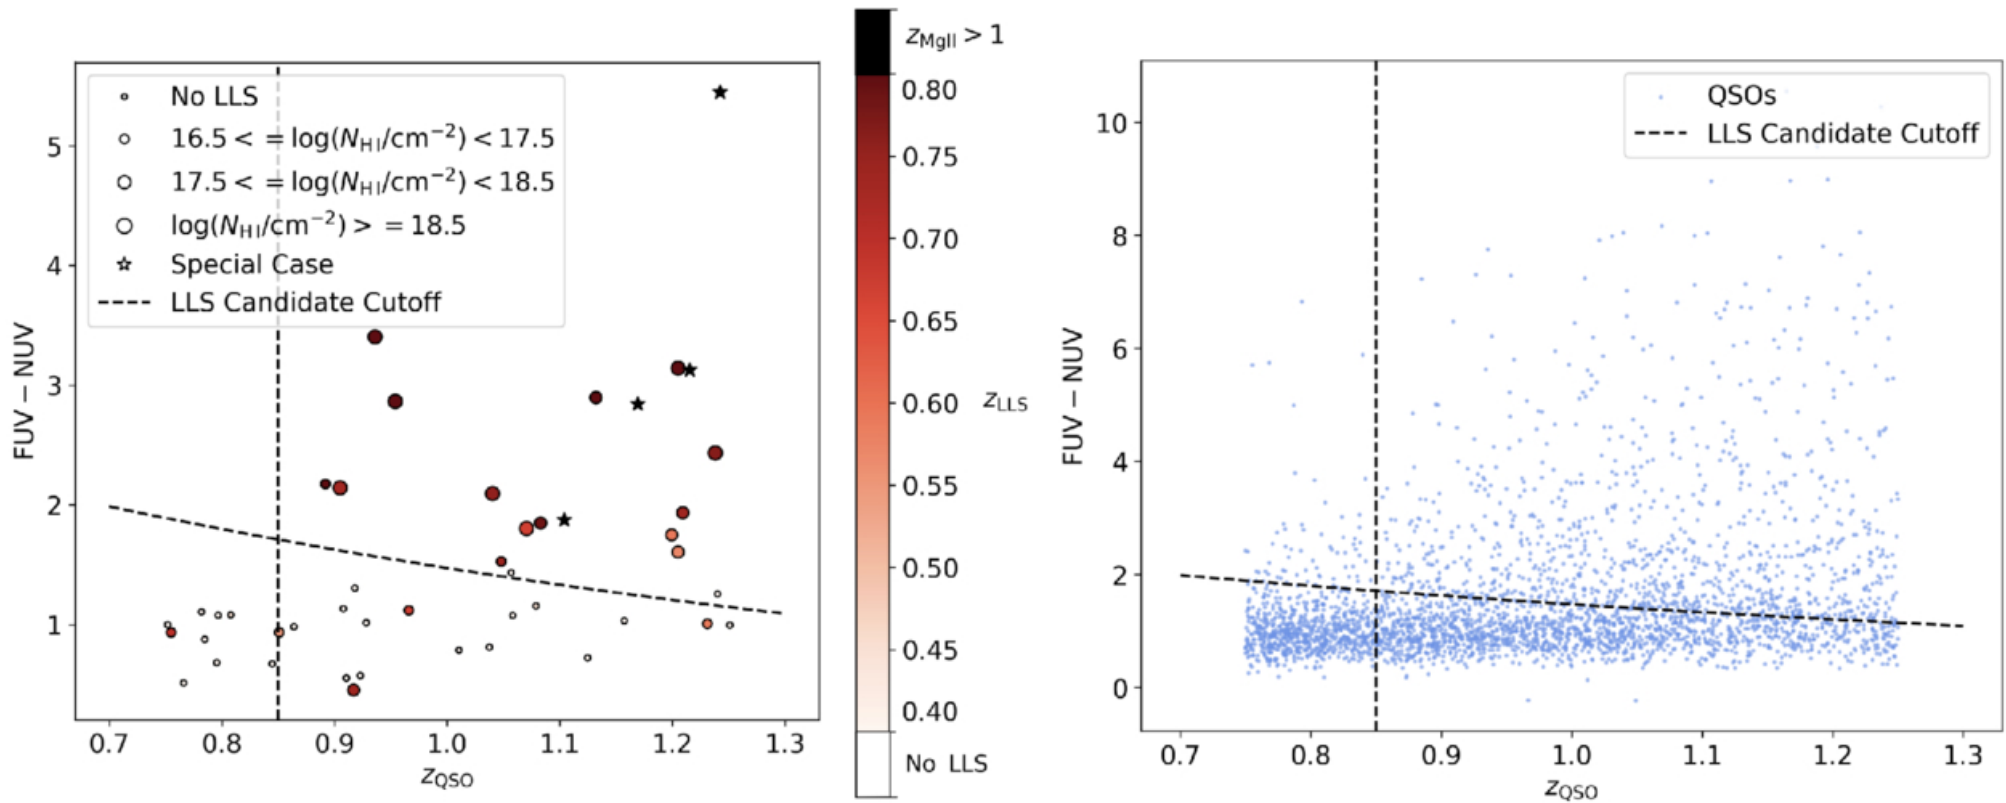 No LLS
16.5 < = log(N_HI/cm⁻²) < 17.5
17.5 < = log(N_HI/cm⁻²) < 18.5
log(N_HI/cm⁻²) > = 18.5
Special Case
LLS Candidate Cutoff
5
4
3
2
1
FUV − NUV
0.7 0.8 0.9 1.0 1.1 1.2 1.3
z_QSO
z_MgII > 1
0.80
0.75
0.70
0.65
0.60
0.55
0.50
0.45
0.40
No LLS
z_LLS
QSOs
LLS Candidate Cutoff
10
8
6
4
2
0
FUV − NUV
0.7 0.8 0.9 1.0 1.1 1.2 1.3
z_QSO